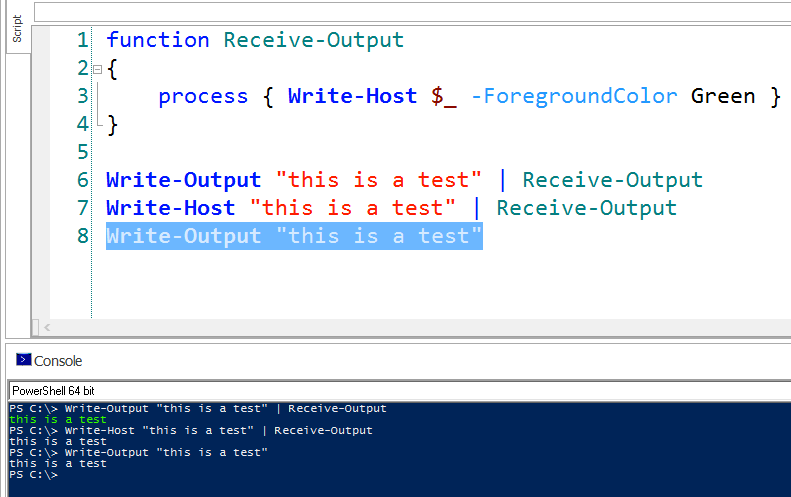 Script
1 function Receive-Output
2 {
3 process { Write-Host $_ -ForegroundColor Green }
4 }
5
6 Write-Output "this is a test" | Receive-Output
7 Write-Host "this is a test" | Receive-Output
8 Write-Output "this is a test"
Console
PowerShell 64 bit
PS C:\> Write-Output "this is a test" | Receive-Output
this is a test
PS C:\> Write-Host "this is a test" | Receive-Output
this is a test
PS C:\> Write-Output "this is a test"
this is a test
PS C:\>